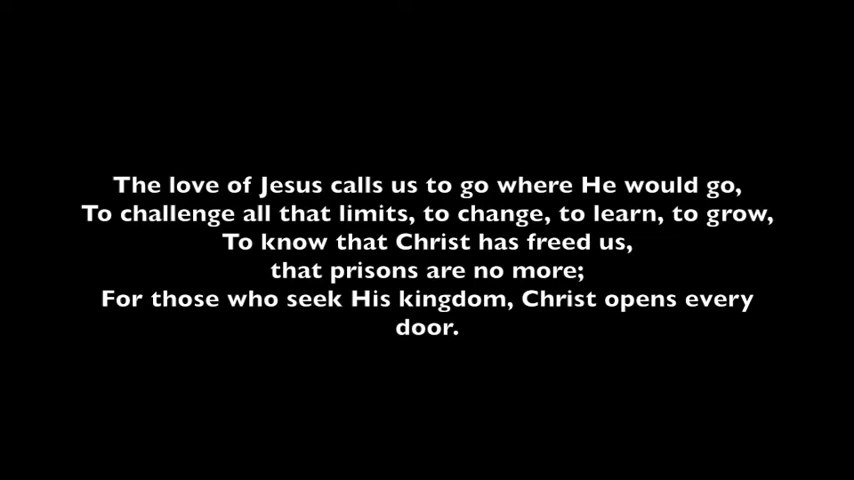 The love of Jesus calls us to go where He would go,
To challenge all that limits, to change, to learn, to grow,
To know that Christ has freed us,
that prisons are no more;
For those who seek His kingdom, Christ opens every
door.